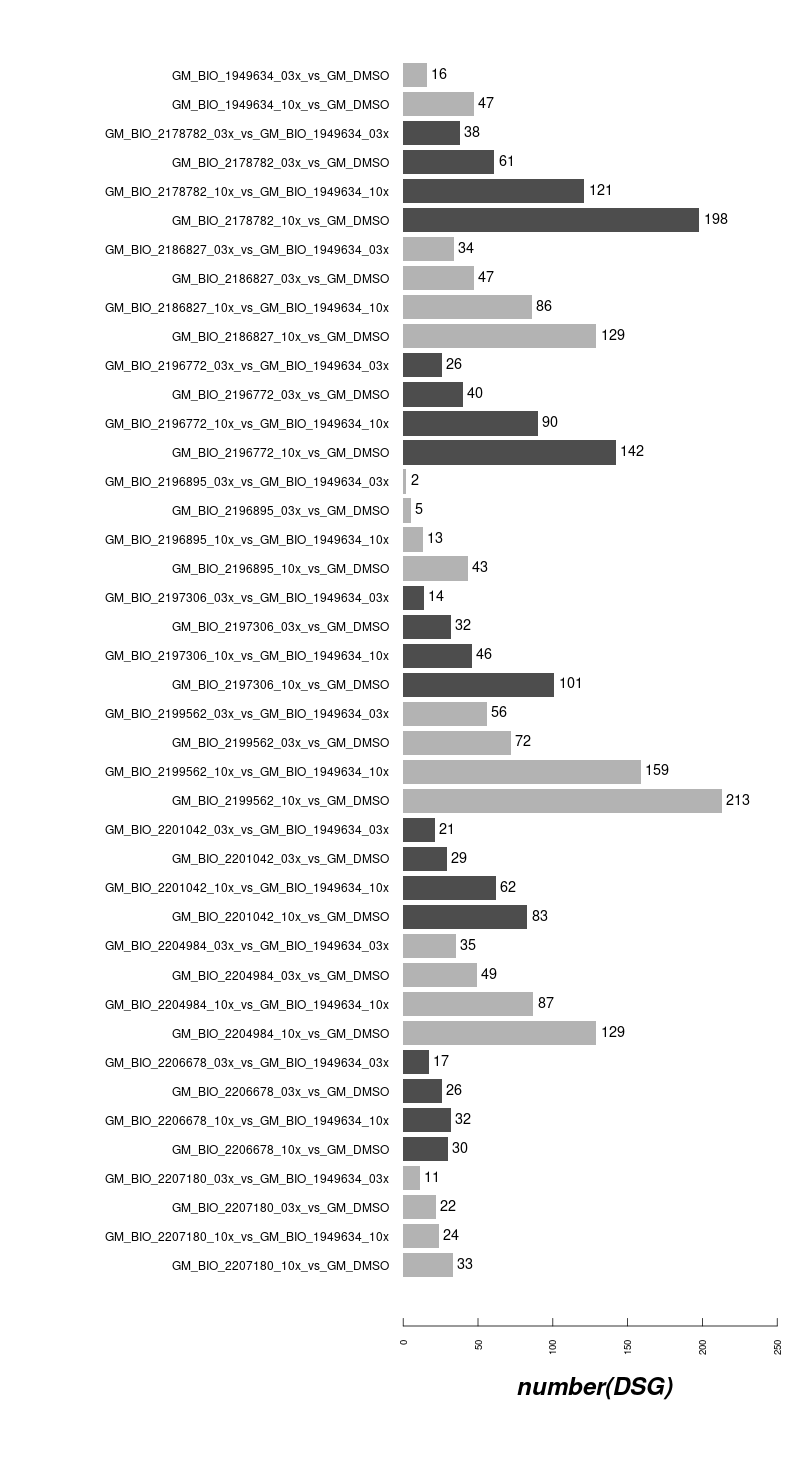 GM_BIO_1949634_03x_vs_GM_DMSO 16
GM_BIO_1949634_10x_vs_GM_DMSO 47
GM_BIO_2178782_03x_vs_GM_BIO_1949634_03x 38
GM_BIO_2178782_03x_vs_GM_DMSO 61
GM_BIO_2178782_10x_vs_GM_BIO_1949634_10x 121
GM_BIO_2178782_10x_vs_GM_DMSO 198
GM_BIO_2186827_03x_vs_GM_BIO_1949634_03x 34
GM_BIO_2186827_03x_vs_GM_DMSO 47
GM_BIO_2186827_10x_vs_GM_BIO_1949634_10x 86
GM_BIO_2186827_10x_vs_GM_DMSO 129
GM_BIO_2196772_03x_vs_GM_BIO_1949634_03x 26
GM_BIO_2196772_03x_vs_GM_DMSO 40
GM_BIO_2196772_10x_vs_GM_BIO_1949634_10x 90
GM_BIO_2196772_10x_vs_GM_DMSO 142
GM_BIO_2196895_03x_vs_GM_BIO_1949634_03x 2
GM_BIO_2196895_03x_vs_GM_DMSO 5
GM_BIO_2196895_10x_vs_GM_BIO_1949634_10x 13
GM_BIO_2196895_10x_vs_GM_DMSO 43
GM_BIO_2197306_03x_vs_GM_BIO_1949634_03x 14
GM_BIO_2197306_03x_vs_GM_DMSO 32
GM_BIO_2197306_10x_vs_GM_BIO_1949634_10x 46
GM_BIO_2197306_10x_vs_GM_DMSO 101
GM_BIO_2199562_03x_vs_GM_BIO_1949634_03x 56
GM_BIO_2199562_03x_vs_GM_DMSO 72
GM_BIO_2199562_10x_vs_GM_BIO_1949634_10x 159
GM_BIO_2199562_10x_vs_GM_DMSO 213
GM_BIO_2201042_03x_vs_GM_BIO_1949634_03x 21
GM_BIO_2201042_03x_vs_GM_DMSO 29
GM_BIO_2201042_10x_vs_GM_BIO_1949634_10x 62
GM_BIO_2201042_10x_vs_GM_DMSO 83
GM_BIO_2204984_03x_vs_GM_BIO_1949634_03x 35
GM_BIO_2204984_03x_vs_GM_DMSO 49
GM_BIO_2204984_10x_vs_GM_BIO_1949634_10x 87
GM_BIO_2204984_10x_vs_GM_DMSO 129
GM_BIO_2206678_03x_vs_GM_BIO_1949634_03x 17
GM_BIO_2206678_03x_vs_GM_DMSO 26
GM_BIO_2206678_10x_vs_GM_BIO_1949634_10x 32
GM_BIO_2206678_10x_vs_GM_DMSO 30
GM_BIO_2207180_03x_vs_GM_BIO_1949634_03x 11
GM_BIO_2207180_03x_vs_GM_DMSO 22
GM_BIO_2207180_10x_vs_GM_BIO_1949634_10x 24
GM_BIO_2207180_10x_vs_GM_DMSO 33
0 50 100 150 200 250
number(DSG)